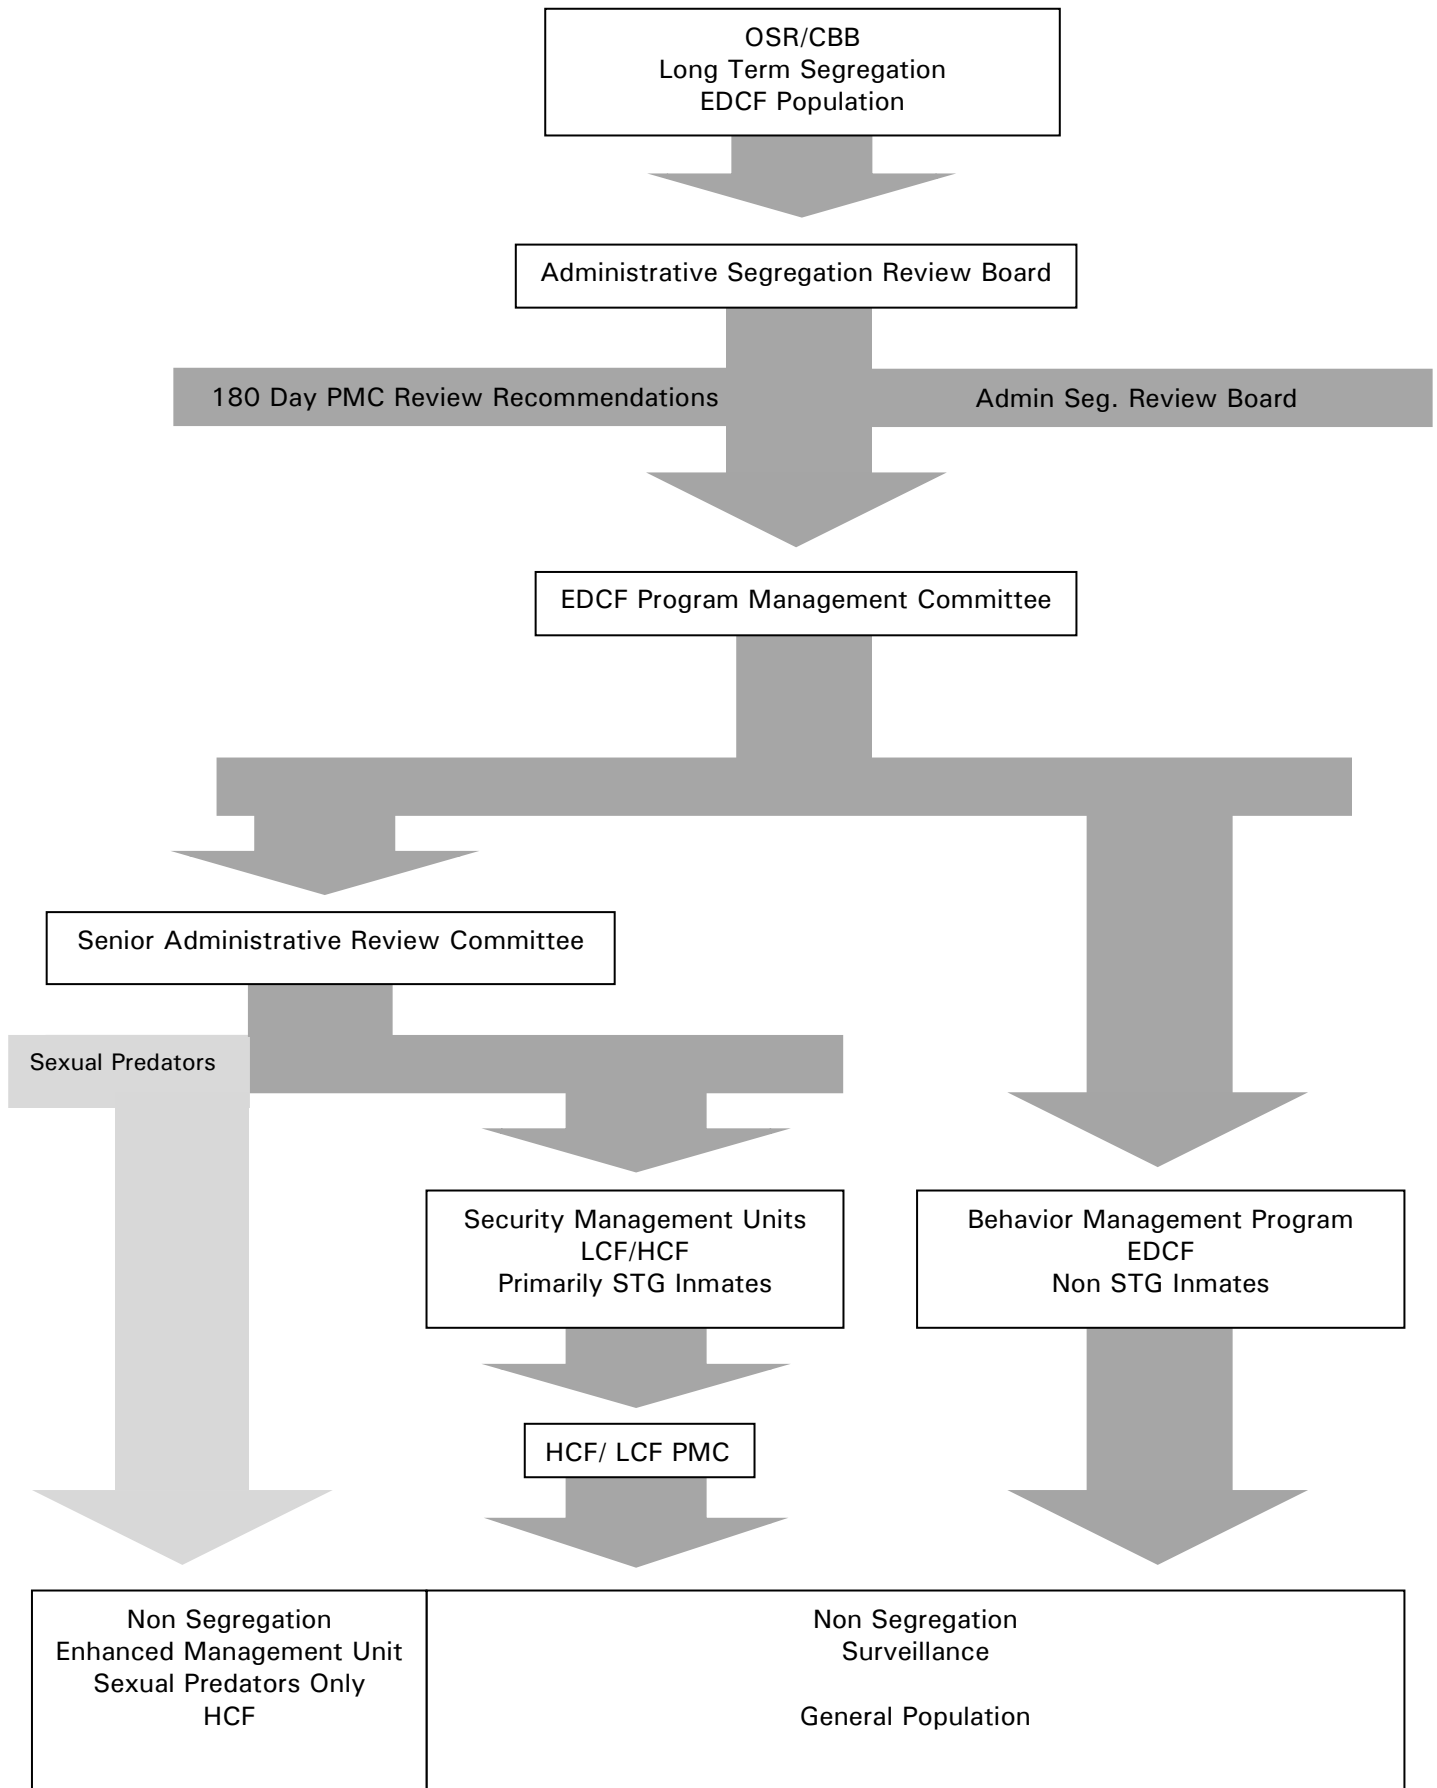 OSR/CBB
Long Term Segregation
EDCF Population
Administrative Segregation Review Board
180 Day PMC Review Recommendations
Admin Seg. Review Board
EDCF Program Management Committee
Senior Administrative Review Committee
Sexual Predators
Security Management Units
LCF/HCF
Primarily STG Inmates
Behavior Management Program
EDCF
Non STG Inmates
HCF/ LCF PMC
Non Segregation
Enhanced Management Unit
Sexual Predators Only
HCF
Non Segregation
Surveillance
General Population